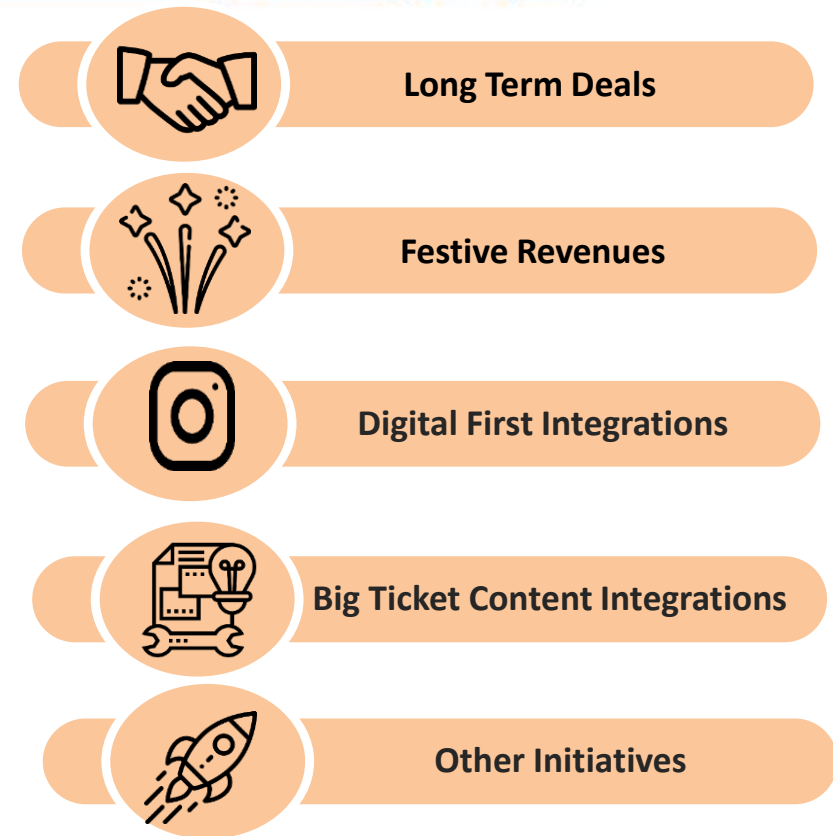 Long Term Deals
Festive Revenues
Digital First Integrations
Big Ticket Content Integrations
Other Initiatives